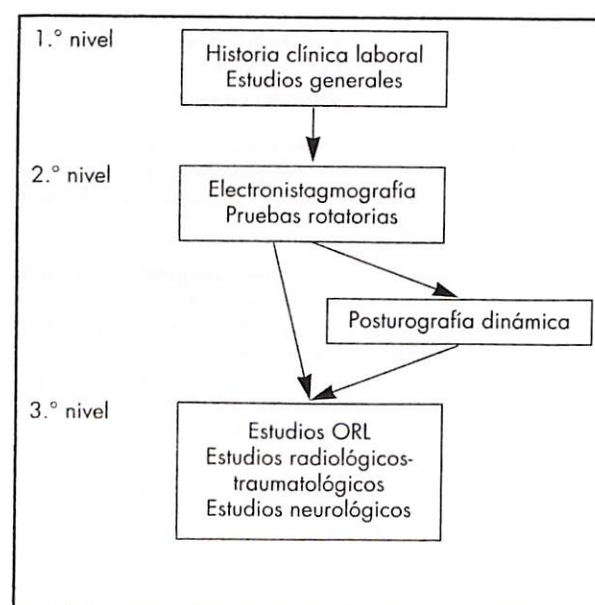 1.º nivel
Historia clínica laboral
Estudios generales
2.º nivel
Electronistagmografía
Pruebas rotatorias
Posturografía dinámica
3.º nivel
Estudios ORL
Estudios radiológicos-
traumatológicos
Estudios neurológicos